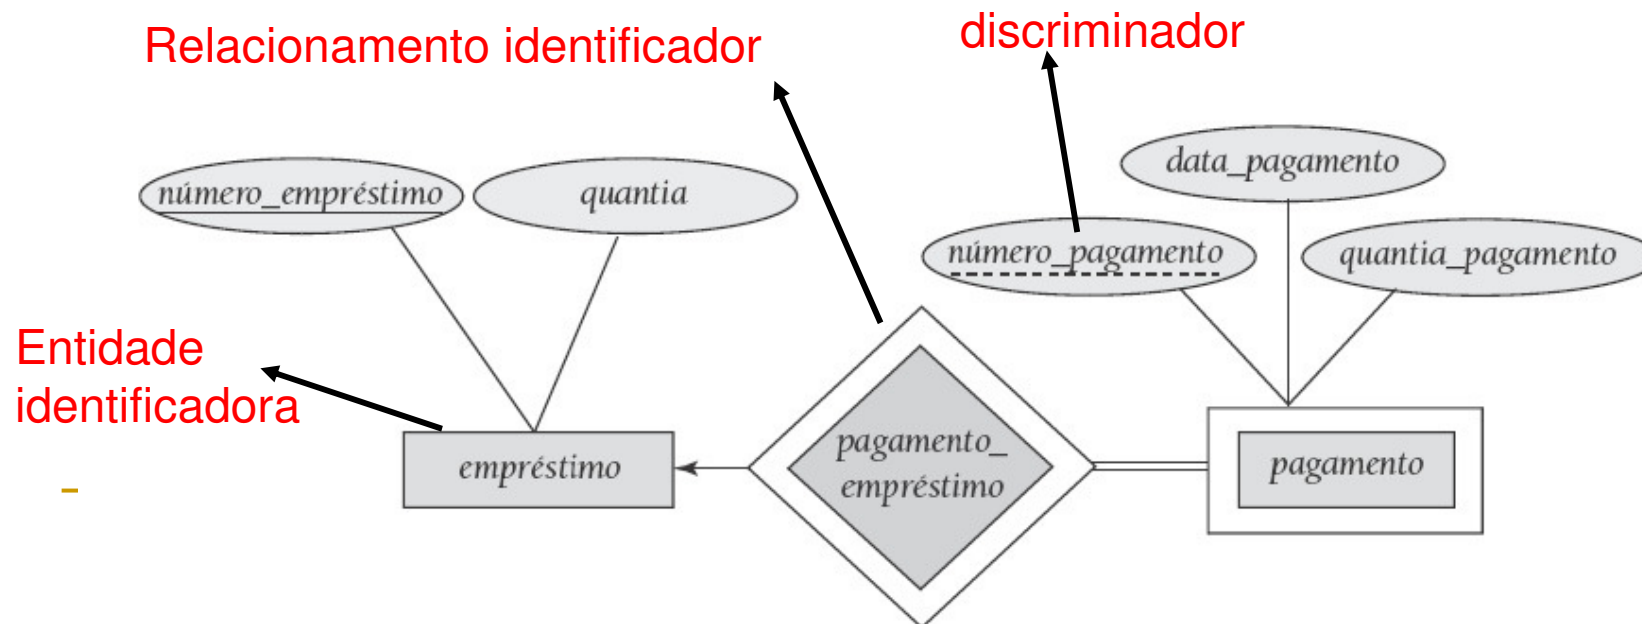 Relacionamento identificador
discriminador
data_pagamento
número_empréstimo
quantia
número_pagamento
quantia_pagamento
Entidade
identificadora
empréstimo
pagamento_
empréstimo
pagamento